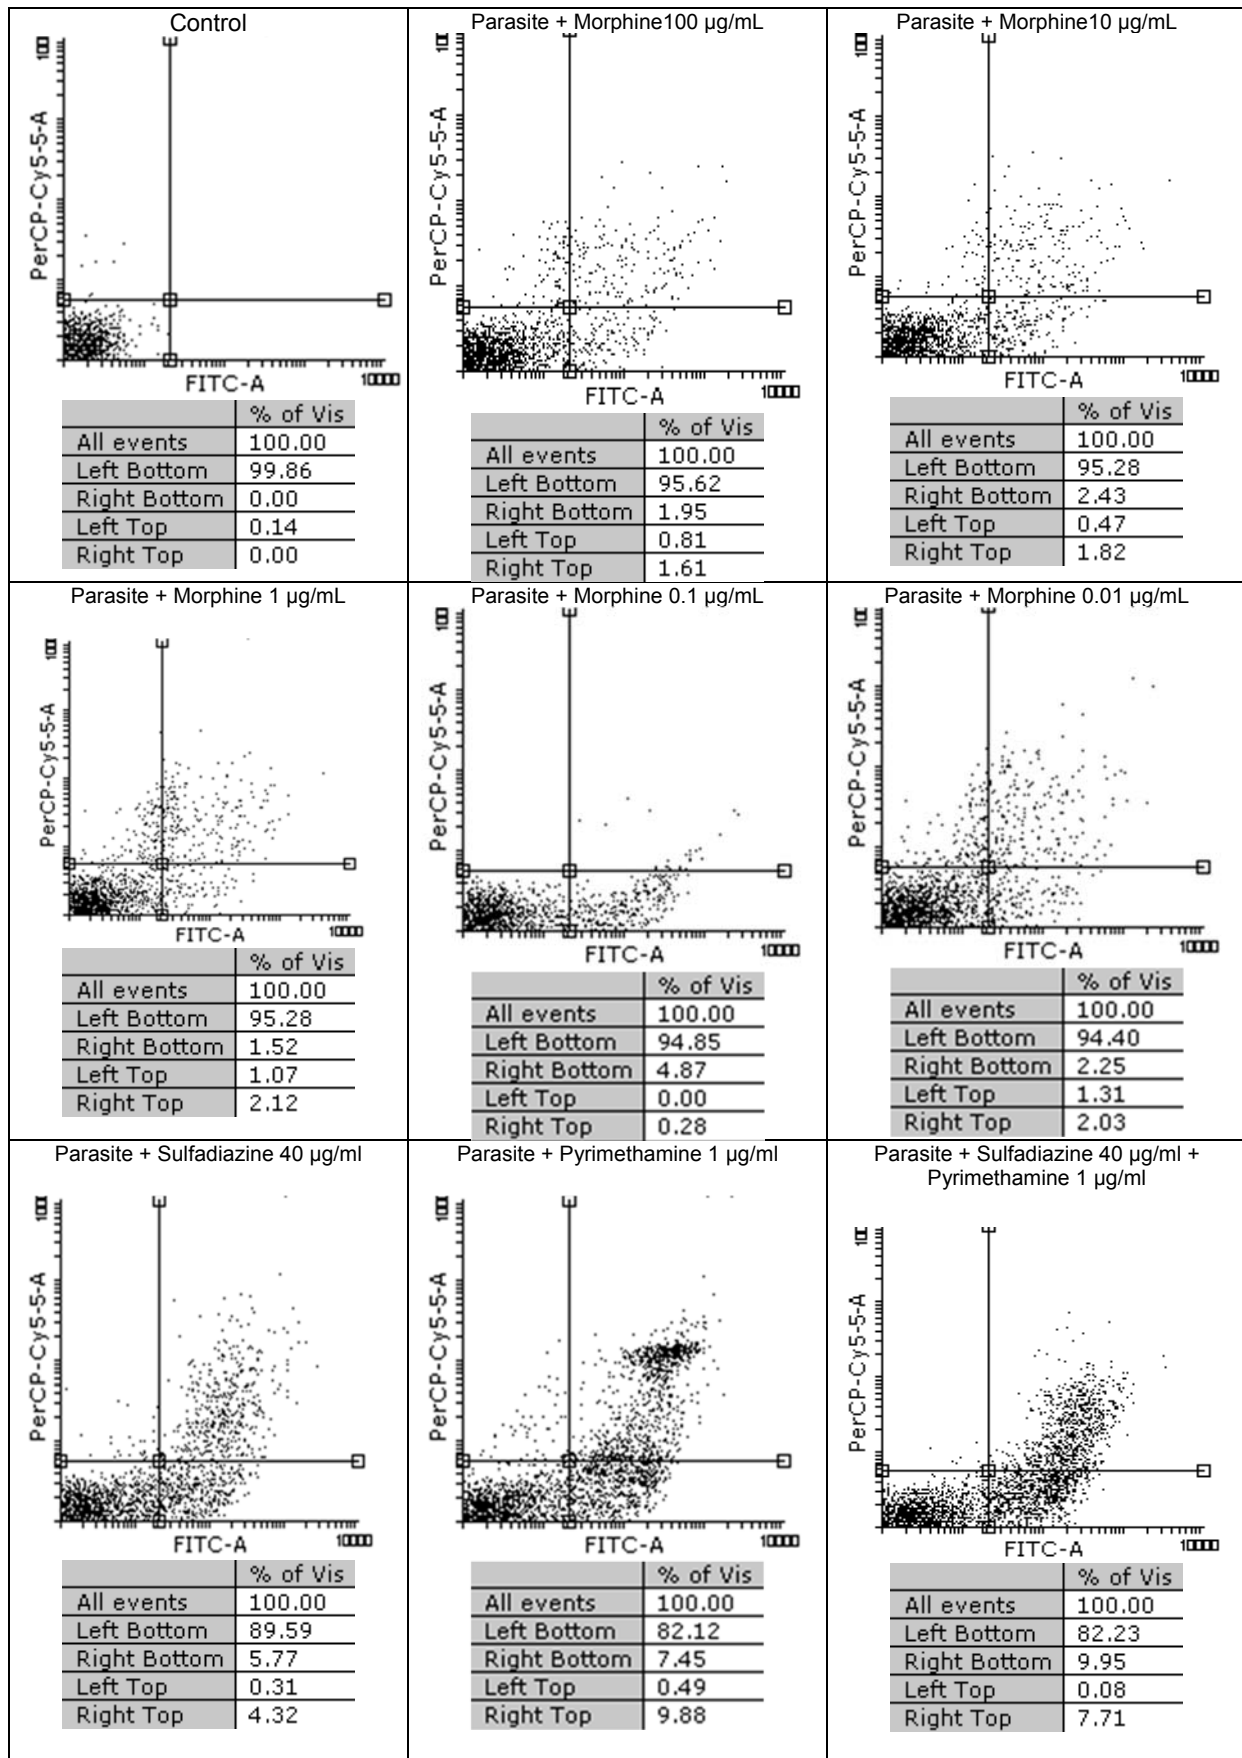 Control
100
PerCP-Cy5-5-A
FITC-A
10000
% of Vis
All events 100.00
Left Bottom 99.86
Right Bottom 0.00
Left Top 0.14
Right Top 0.00
Parasite + Morphine100 µg/mL
PerCP-Cy5-5-A
FITC-A
% of Vis
All events 100.00
Left Bottom 95.62
Right Bottom 1.95
Left Top 0.81
Right Top 1.61
Parasite + Morphine10 µg/mL
PerCP-Cy5-5-A
FITC-A
% of Vis
All events 100.00
Left Bottom 95.28
Right Bottom 2.43
Left Top 0.47
Right Top 1.82
Parasite + Morphine 1 µg/mL
PerCP-Cy5-5-A
FITC-A
% of Vis
All events 100.00
Left Bottom 95.28
Right Bottom 1.52
Left Top 1.07
Right Top 2.12
Parasite + Morphine 0.1 µg/mL
PerCP-Cy5-5-A
FITC-A
% of Vis
All events 100.00
Left Bottom 94.85
Right Bottom 4.87
Left Top 0.00
Right Top 0.28
Parasite + Morphine 0.01 µg/mL
PerCP-Cy5-5-A
FITC-A
% of Vis
All events 100.00
Left Bottom 94.40
Right Bottom 2.25
Left Top 1.31
Right Top 2.03
Parasite + Sulfadiazine 40 µg/ml
PerCP-Cy5-5-A
FITC-A
% of Vis
All events 100.00
Left Bottom 89.59
Right Bottom 5.77
Left Top 0.31
Right Top 4.32
Parasite + Pyrimethamine 1 µg/ml
PerCP-Cy5-5-A
FITC-A
% of Vis
All events 100.00
Left Bottom 82.12
Right Bottom 7.45
Left Top 0.49
Right Top 9.88
Parasite + Sulfadiazine 40 µg/ml +
Pyrimethamine 1 µg/ml
PerCP-Cy5-5-A
FITC-A
% of Vis
All events 100.00
Left Bottom 82.23
Right Bottom 9.95
Left Top 0.08
Right Top 7.71